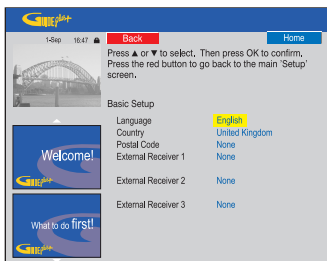 GUIDE Plus+
1-Sep 16:47
Back
Home
Press ▲ or ▼ to select, Then press OK to confirm,
Press the red button to go back to the main 'Setup'
screen.
Basic Setup
Language English
Country United Kingdom
Postal Code None
External Receiver 1 None
External Receiver 2 None
External Receiver 3 None
Welcome!
GUIDE Plus+
What to do first!
GUIDE Plus+